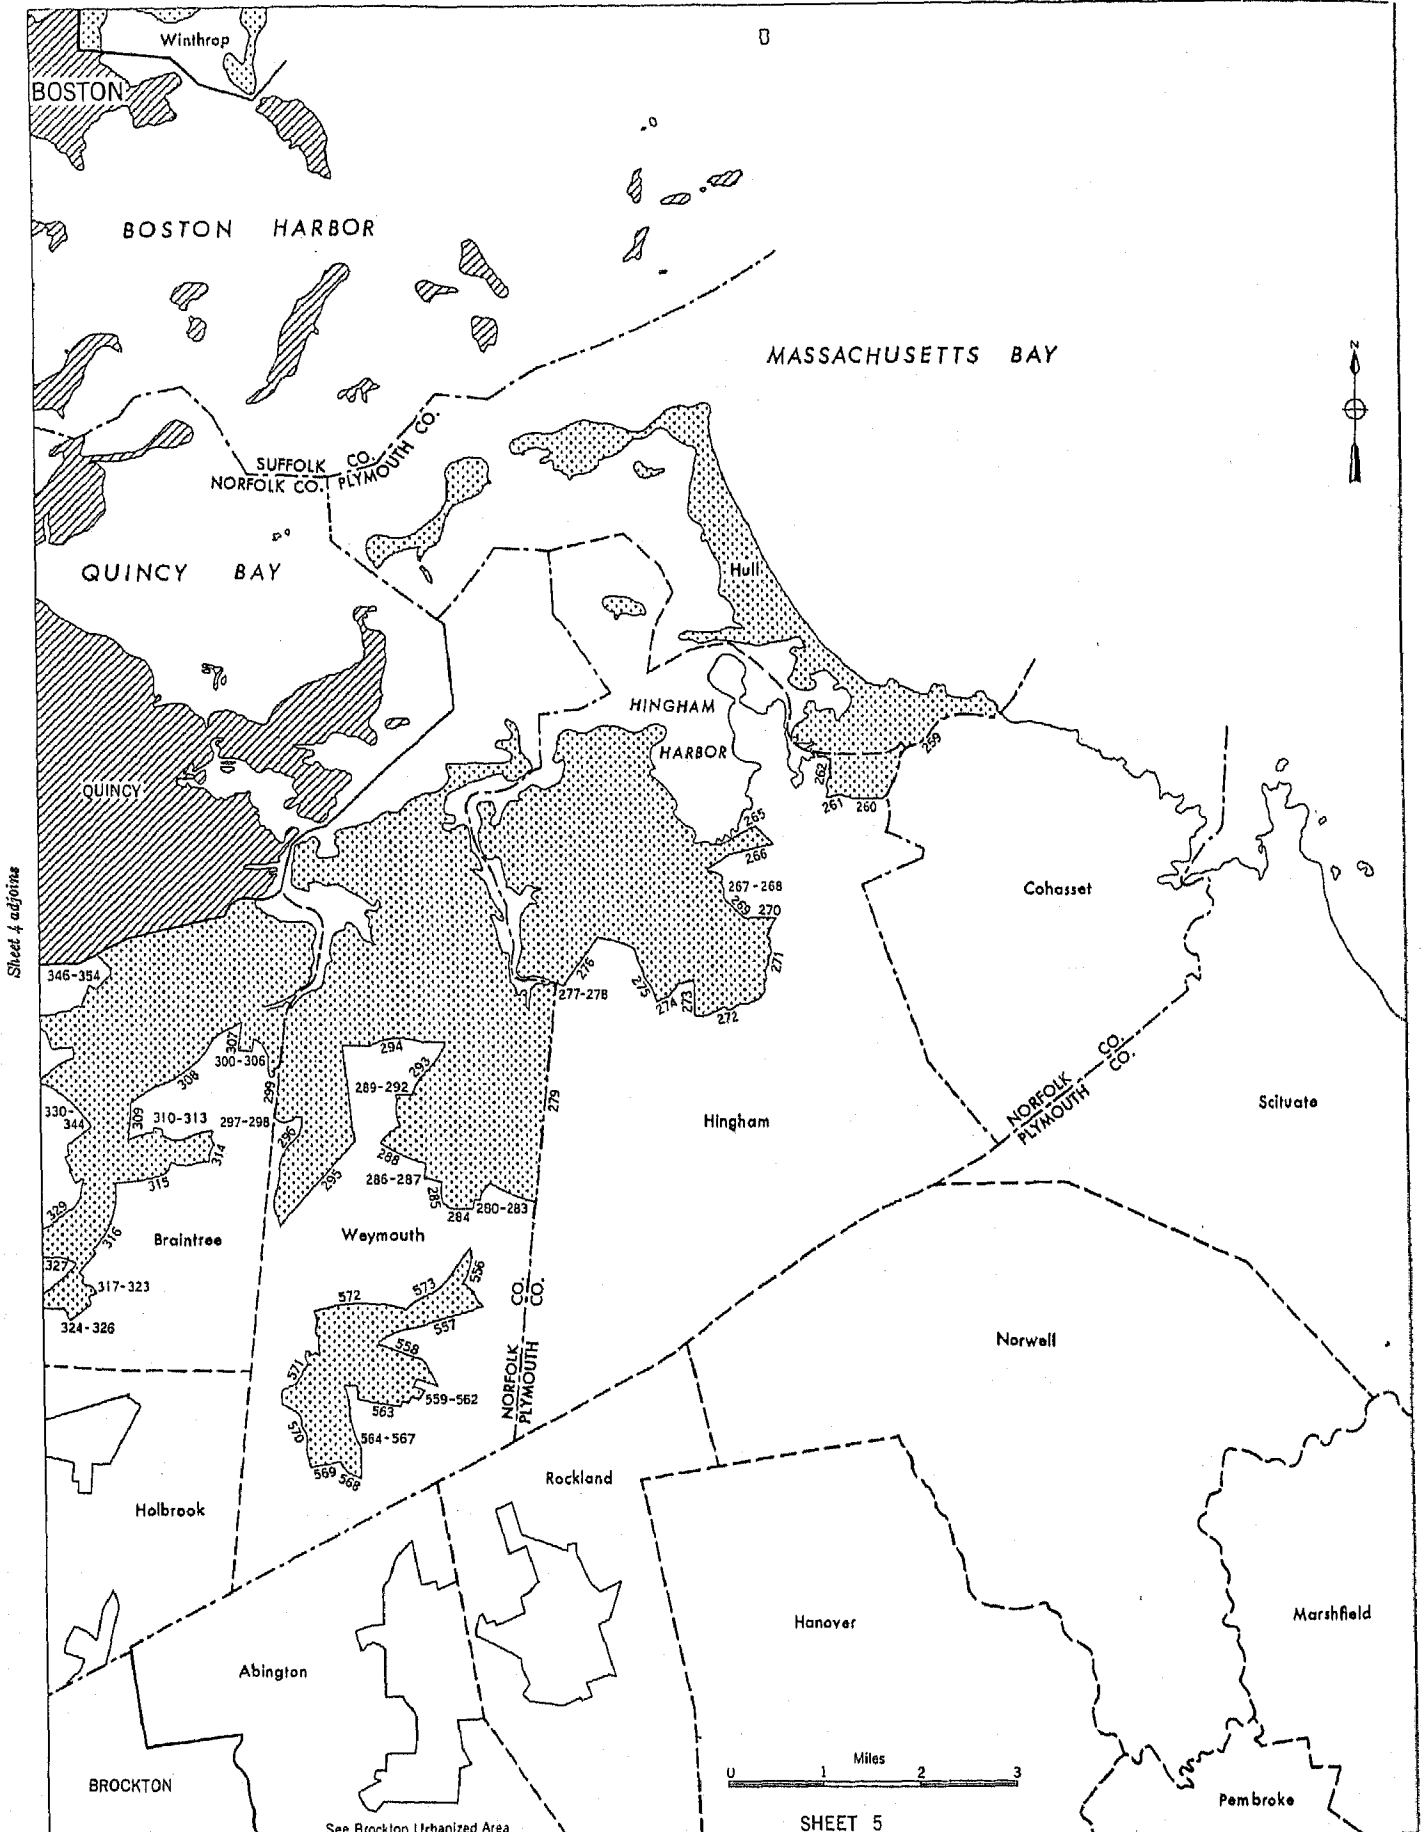 Winthrop
BOSTON
BOSTON HARBOR
MASSACHUSETTS BAY
N
SUFFOLK CO.
NORFOLK CO.
PLYMOUTH CO.
QUINCY BAY
Hull
HINGHAM
HARBOR
259
262
261 260
QUINCY
265
266
267-268
269 270
271
Cohasset
Sheet 4 adjoins
346-354
276
277-278
275
274 273
272
307
300-306
308
294
293
289-292
299
279
330-
344
309
310-313
297-298
296
314
NORFOLK CO.
PLYMOUTH CO.
Scituate
Hingham
288
286-287
295
315
285
284
280-283
329
316
Braintree
Weymouth
327
317-323
324-326
556
573
572
557
558
NORFOLK CO.
PLYMOUTH CO.
Norwell
571
559-562
563
570
564-567
569 568
Rockland
Holbrook
Hanover
Marshfield
Abington
BROCKTON
Miles
0 1 2 3
Pembroke
See Brockton Urbanized Area
SHEET 5